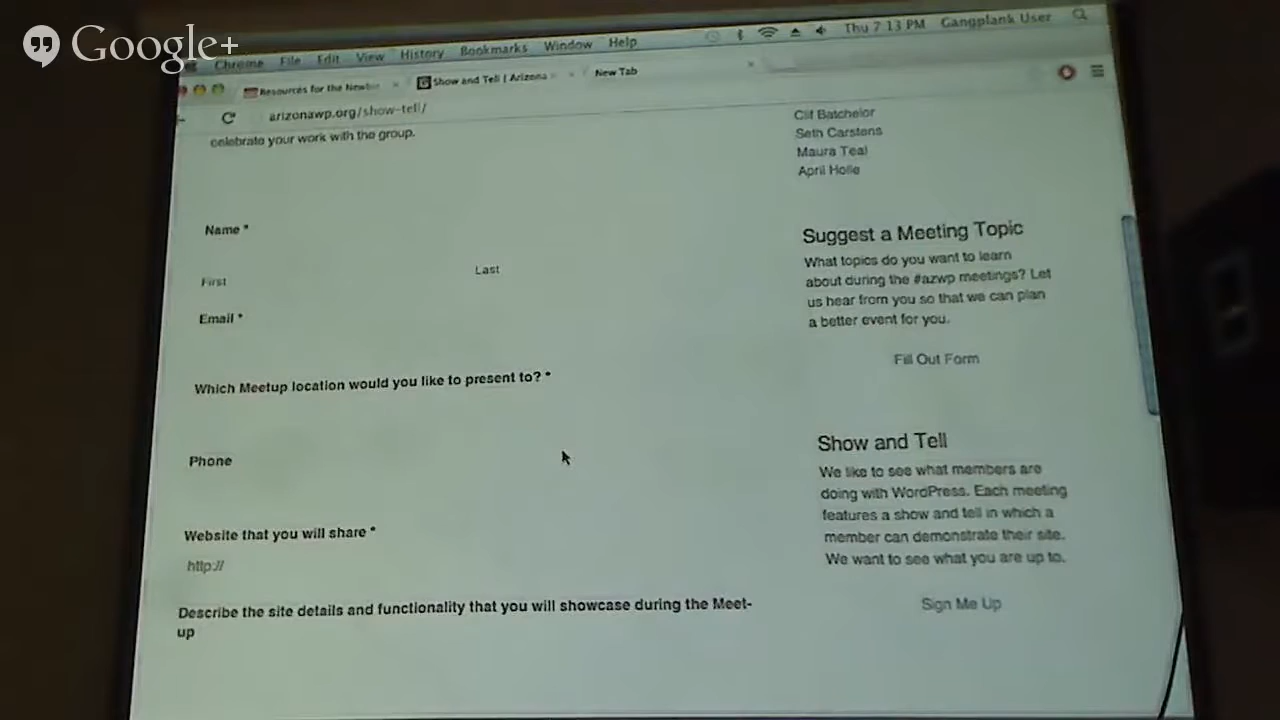 Google+
Chrome File Edit View History Bookmarks Window Help Thu 7 13 PM Gangplank User
Resources for the Newbie Show and Tell | Arizona New Tab
arizonawp.org/show-tell/
celebrate your work with the group.
Name *
First Last
Email *
Which Meetup location would you like to present to? *
Phone
Website that you will share *
http://
Describe the site details and functionality that you will showcase during the Meet-
up
Clif Batchelor
Seth Carstens
Maura Teal
April Holle
Suggest a Meeting Topic
What topics do you want to learn
about during the #azwp meetings? Let
us hear from you so that we can plan
a better event for you.
Fill Out Form
Show and Tell
We like to see what members are
doing with WordPress. Each meeting
features a show and tell in which a
member can demonstrate their site.
We want to see what you are up to.
Sign Me Up